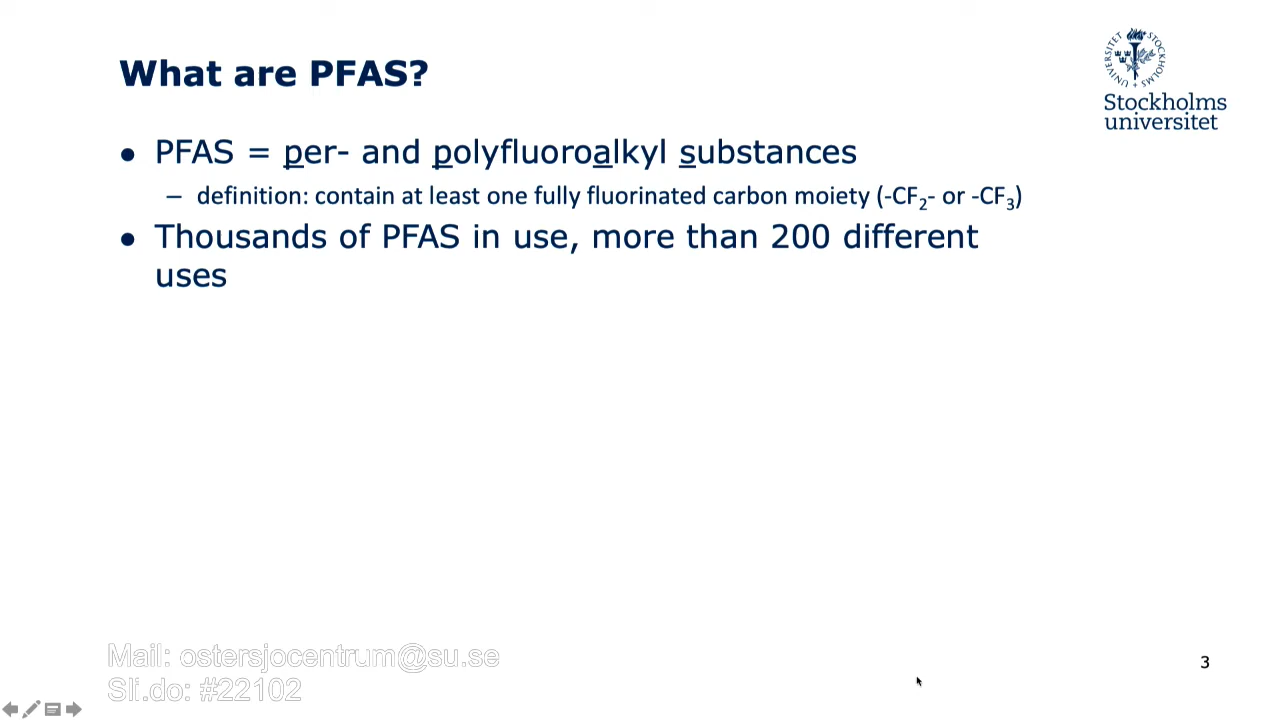 What are PFAS?
UNIVERSITET STOCKHOLMS
Stockholms
universitet
● PFAS = per- and polyfluoroalkyl substances
– definition: contain at least one fully fluorinated carbon moiety (-CF2- or -CF3)
● Thousands of PFAS in use, more than 200 different
uses
Mail: ostersjocentrum@su.se
Sli.do: #22102
3